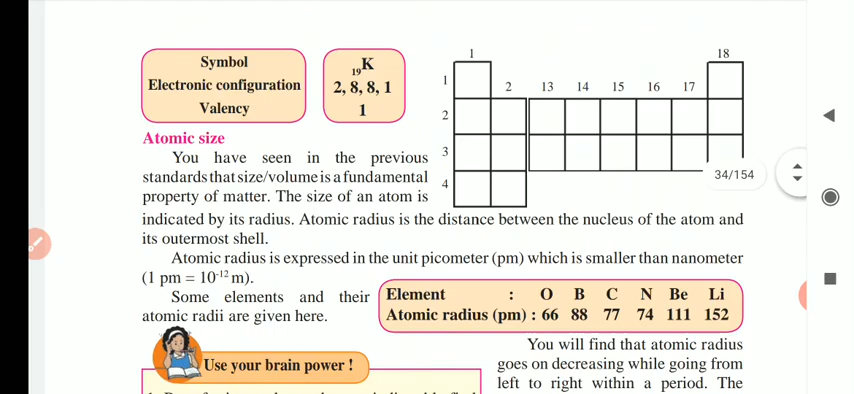 Symbol
Electronic configuration
Valency
19K
2, 8, 8, 1
1
1
18
1
2
13
14
15
16
17
2
3
4
34/154
Atomic size
You have seen in the previous
standards that size/volume is a fundamental
property of matter. The size of an atom is
indicated by its radius. Atomic radius is the distance between the nucleus of the atom and
its outermost shell.
Atomic radius is expressed in the unit picometer (pm) which is smaller than nanometer
(1 pm = 10-12 m).
Some elements and their
atomic radii are given here.
Element : O B C N Be Li
Atomic radius (pm) : 66 88 77 74 111 152
Use your brain power !
You will find that atomic radius
goes on decreasing while going from
left to right within a period. The